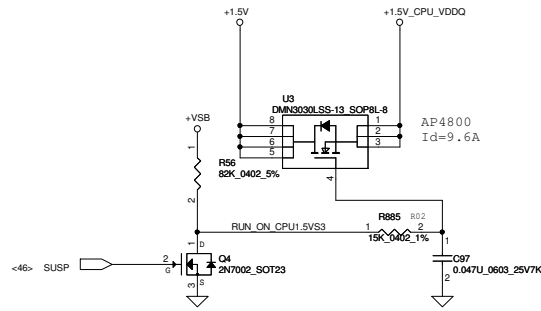 +1.5V
+1.5V_CPU_VDDQ
U3
DMN3030LSS-13_SOP8L-8
8
7
6
5
1
2
3
4
AP4800
Id=9.6A
+VSB
1
R56
82K_0402_5%
2
RUN_ON_CPU1.5VS3
1
R885
2
R02
15K_0402_1%
1
C97
0.047U_0603_25V7K
2
<46>
SUSP
2
G
1
D
Q4
2N7002_SOT23
3
S